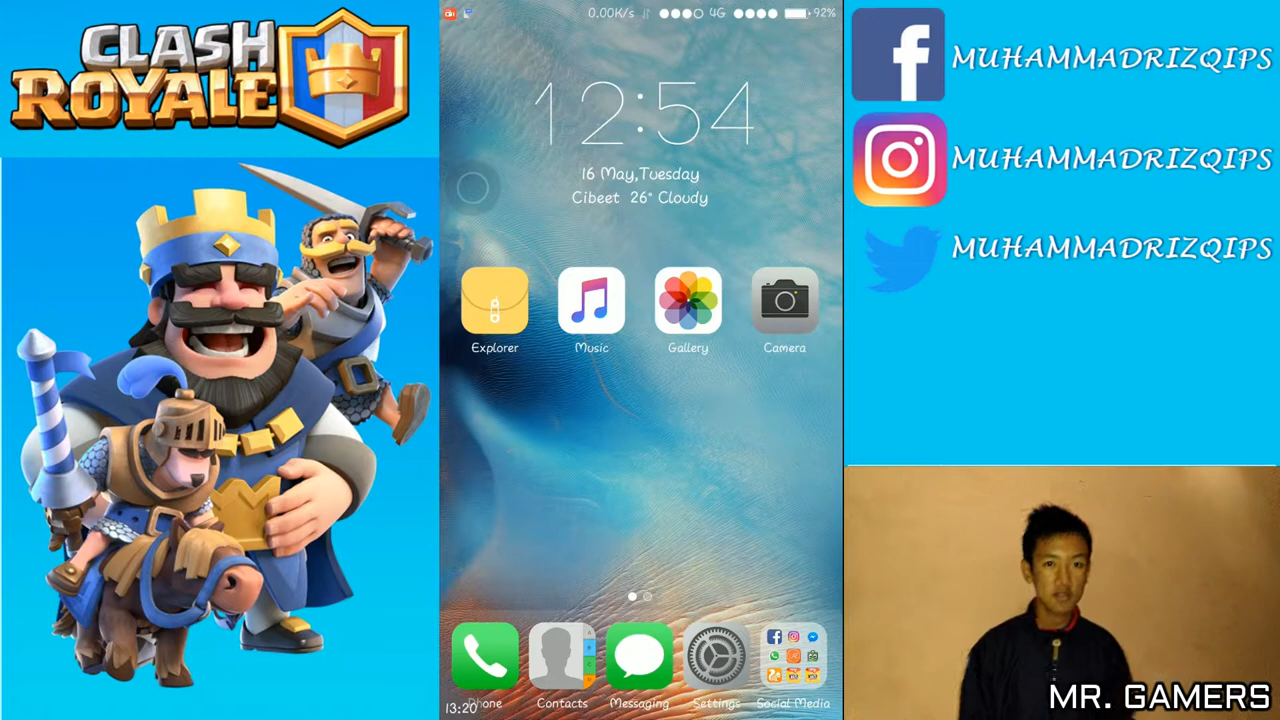 CLASH
ROYALE
0.00K/s 4G 92%
12:54
16 May,Tuesday
Cibeet 26° Cloudy
Explorer Music Gallery Camera
Phone Contacts Messaging Settings Social Media
13:20
MUHAMMADRIZQIPS
MUHAMMADRIZQIPS
MUHAMMADRIZQIPS
MR. GAMERS